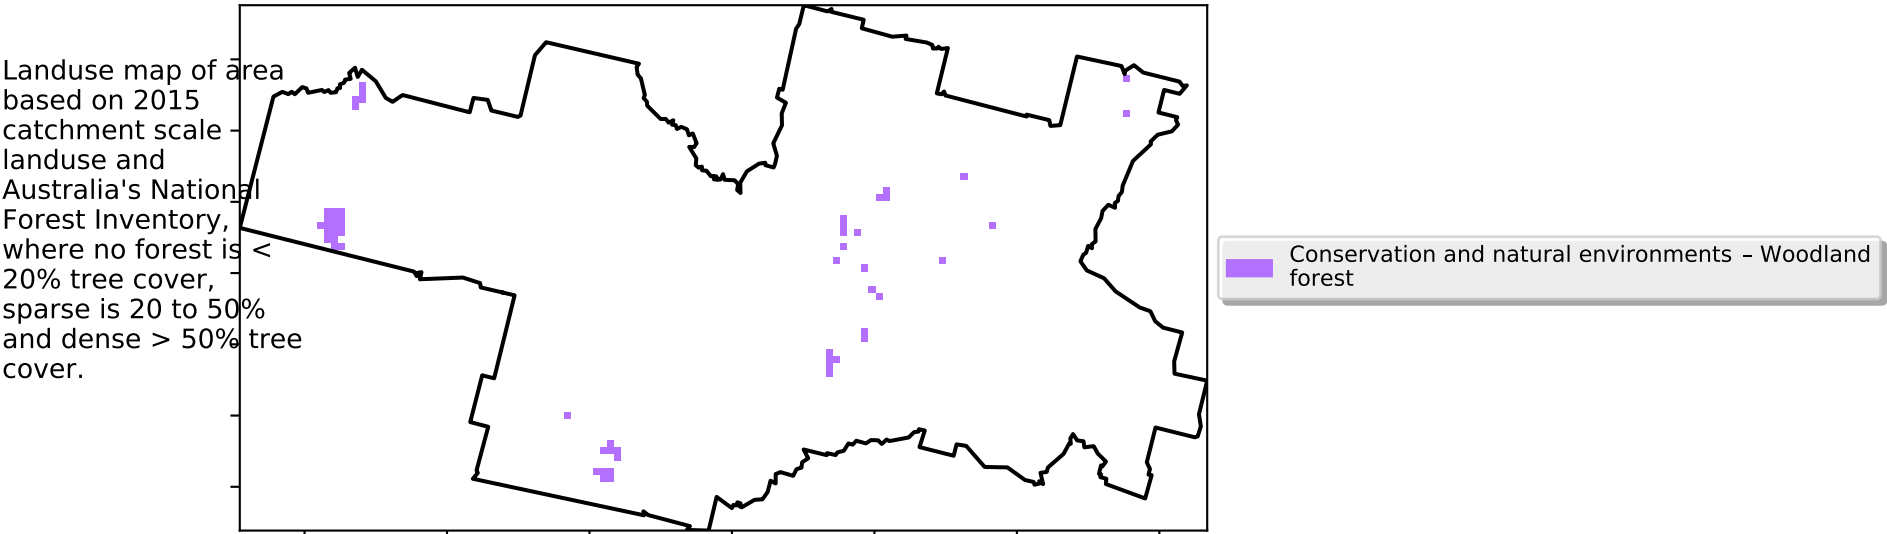 Landuse map of area
based on 2015
catchment scale
landuse and
Australia's National
Forest Inventory,
where no forest is <
20% tree cover,
sparse is 20 to 50%
and dense > 50% tree
cover.
Conservation and natural environments – Woodland
forest